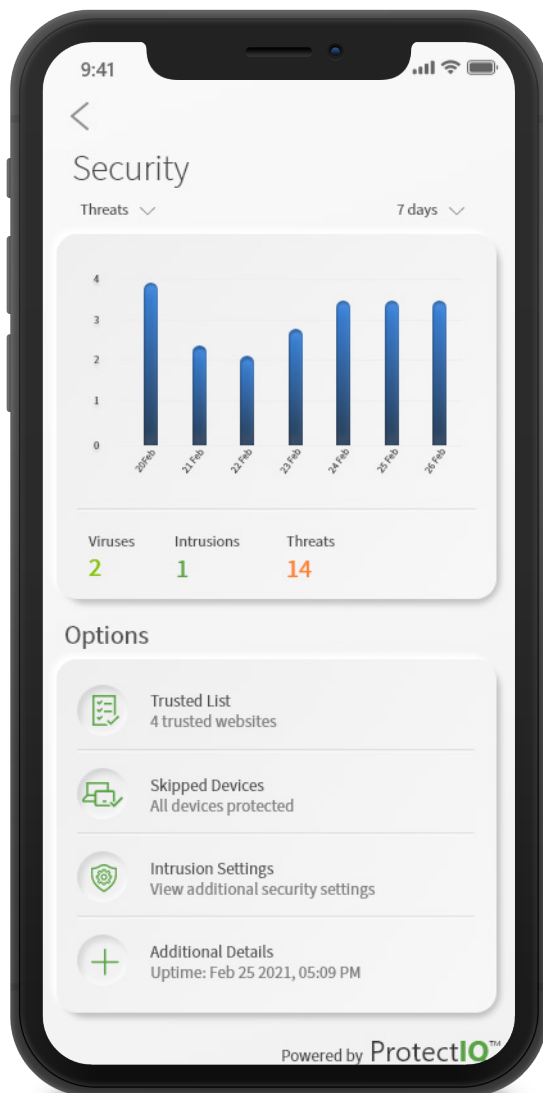 9:41
Security
Threats
7 days
4
3
2
1
0
20Feb
21 Feb
22 Feb
23 Feb
24 Feb
25 Feb
26 Feb
Viruses Intrusions Threats
2 1 14
Options
Trusted List
4 trusted websites
Skipped Devices
All devices protected
Intrusion Settings
View additional security settings
Additional Details
Uptime: Feb 25 2021, 05:09 PM
Powered by ProtectIO™